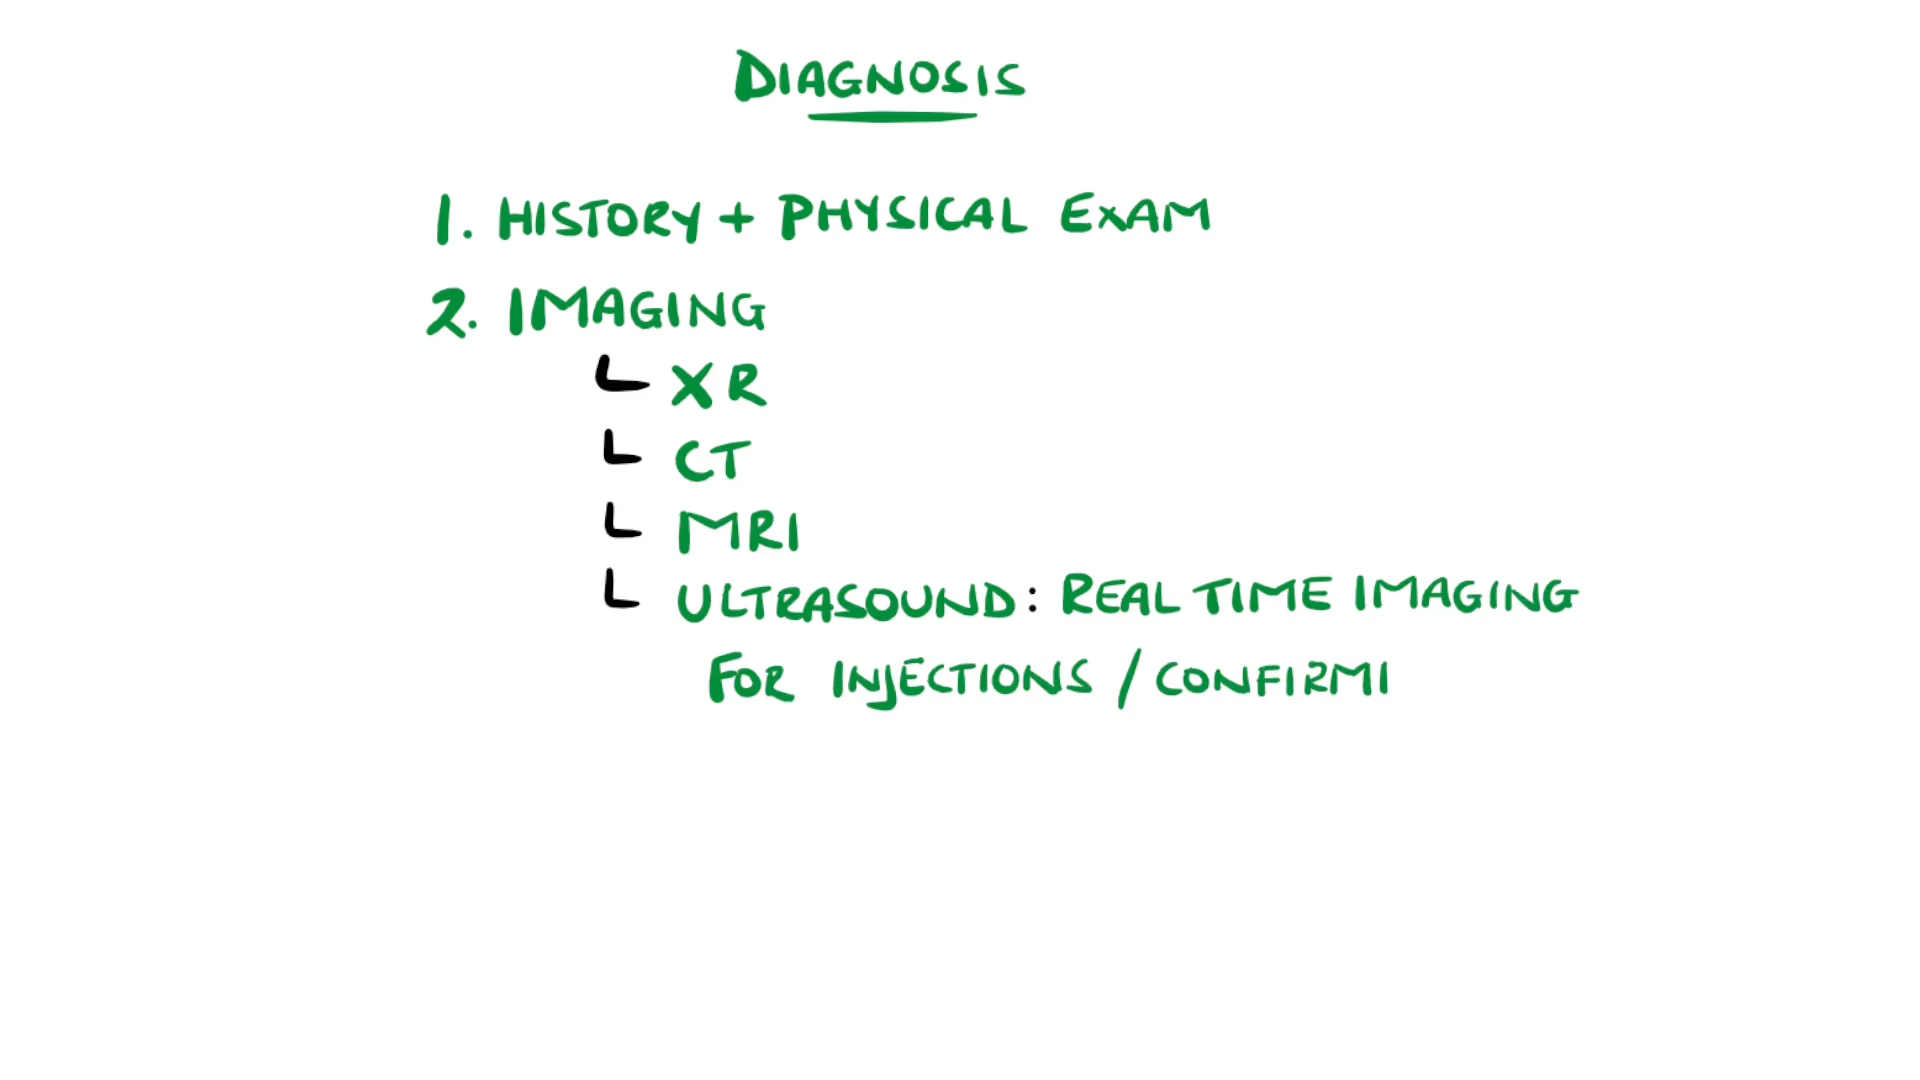 DIAGNOSIS
1. HISTORY + PHYSICAL EXAM
2. IMAGING
XR
CT
MRI
ULTRASOUND: REAL TIME IMAGING
FOR INJECTIONS / CONFIRMI